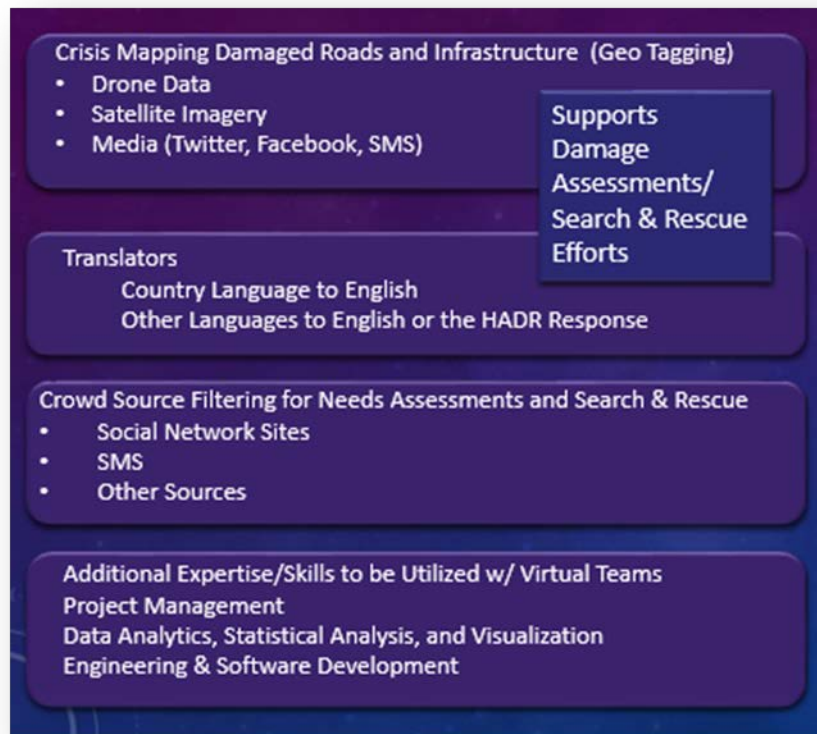 Crisis Mapping Damaged Roads and Infrastructure (Geo Tagging)
• Drone Data
• Satellite Imagery
• Media (Twitter, Facebook, SMS)
Supports
Damage
Assessments/
Search & Rescue
Efforts
Translators
Country Language to English
Other Languages to English or the HADR Response
Crowd Source Filtering for Needs Assessments and Search & Rescue
• Social Network Sites
• SMS
• Other Sources
Additional Expertise/Skills to be Utilized w/ Virtual Teams
Project Management
Data Analytics, Statistical Analysis, and Visualization
Engineering & Software Development